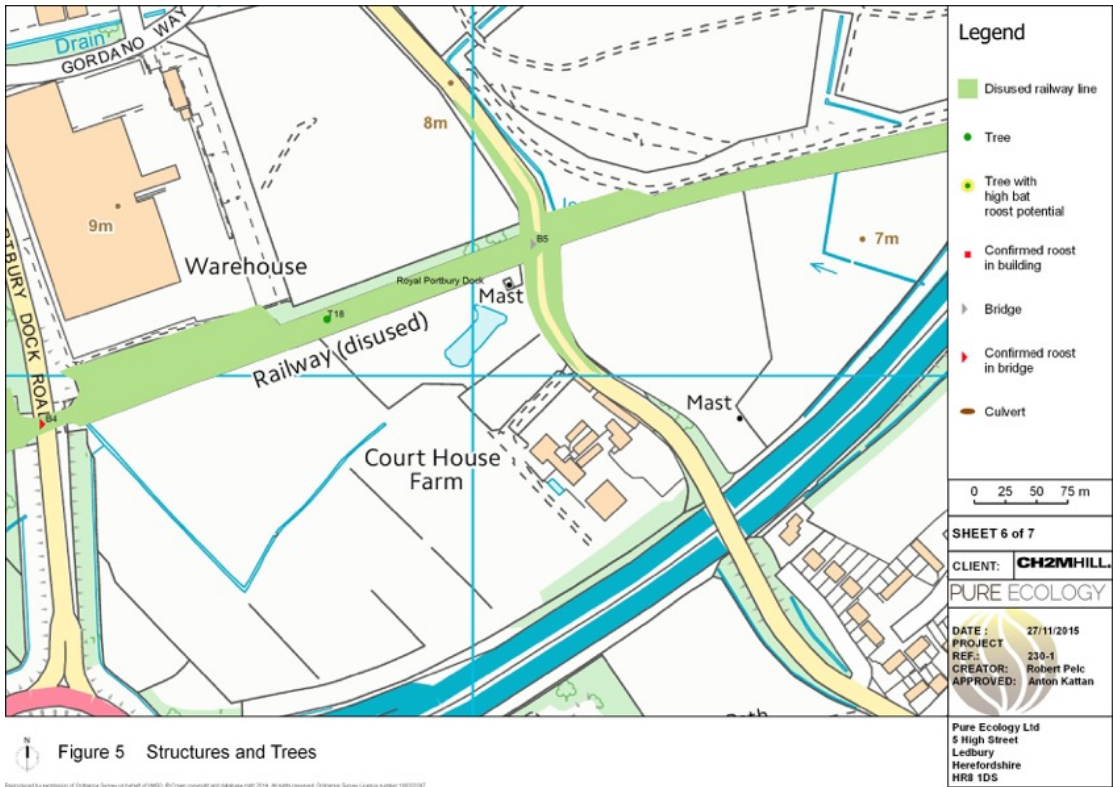 Drain
GORDANO WAY
8m
9m
Warehouse
B5
7m
Royal Portbury Dock
Mast
T18
Railway (disused)
PORTBURY DOCK ROAD
B4
Mast
Court House
Farm
Legend
Disused railway line
Tree
Tree with
high bat
roost potential
Confirmed roost
in building
Bridge
Confirmed roost
in bridge
Culvert
0 25 50 75 m
SHEET 6 of 7
CLIENT: CH2MHILL.
PURE ECOLOGY
DATE : 27/11/2015
PROJECT
REF.: 230-1
CREATOR: Robert Pelc
APPROVED: Anton Kattan
Pure Ecology Ltd
5 High Street
Ledbury
Herefordshire
HR8 1DS
N
Figure 5 Structures and Trees